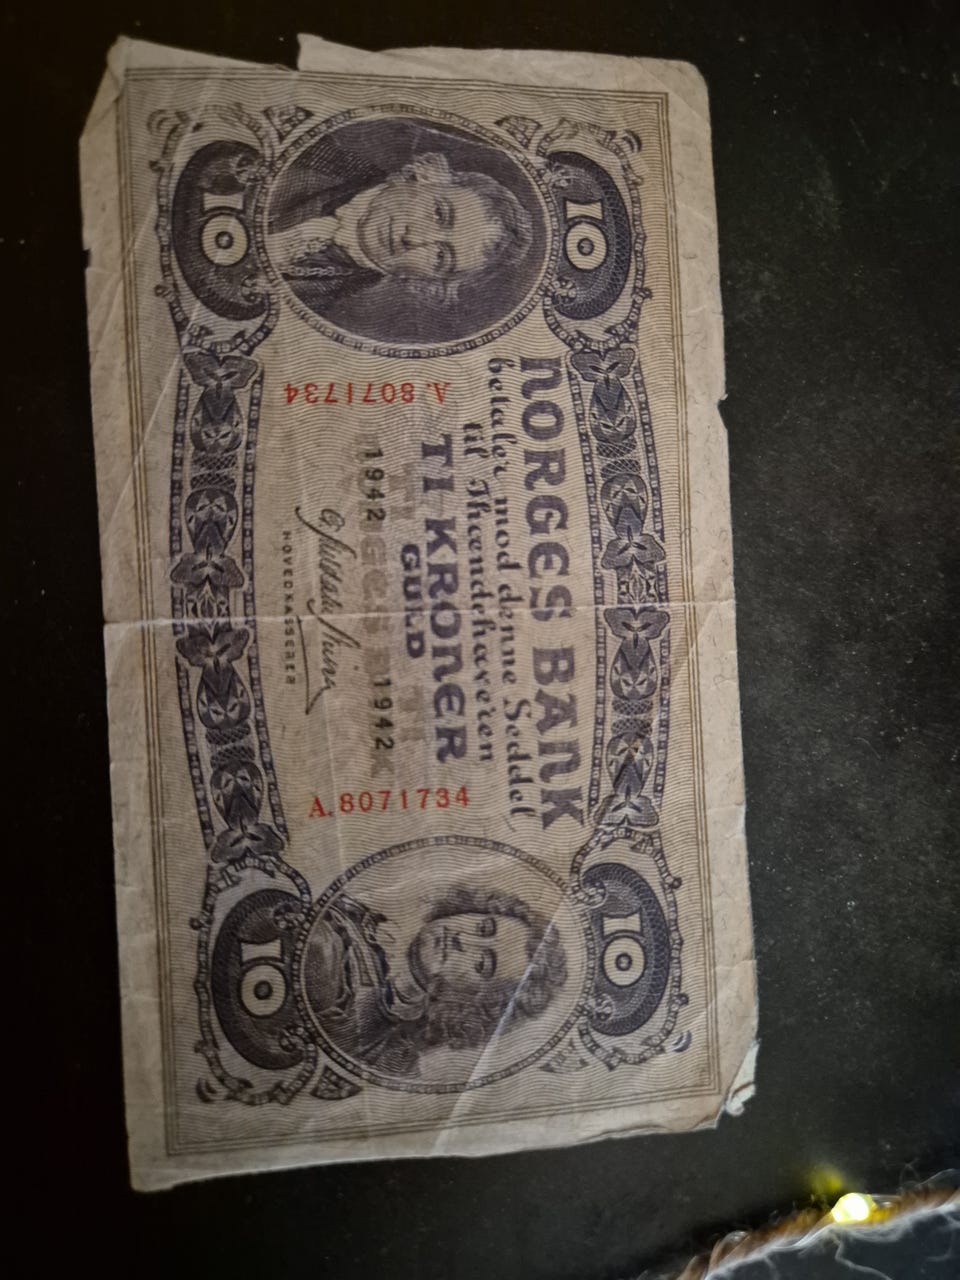 10
10
NORGES BANK
betaler mod denne Seddel
til Ihændehaveren
TI KRONER
GULD
A. 8071734
A. 8071734
1942
1942
HOVEDKASSERER
10
10